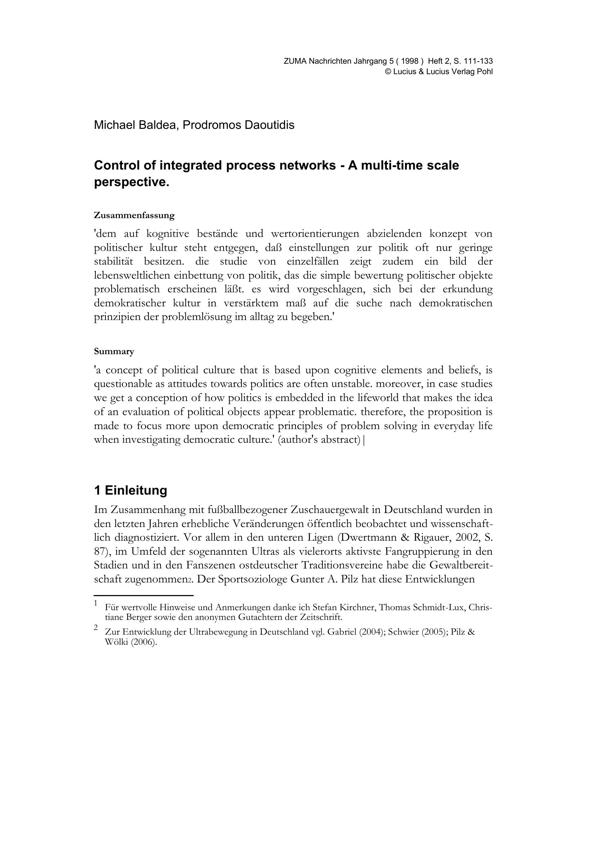 ZUMA Nachrichten Jahrgang 5 ( 1998 ) Heft 2, S. 111-133
© Lucius & Lucius Verlag Pohl
Michael Baldea, Prodromos Daoutidis
Control of integrated process networks - A multi-time scale
perspective.
Zusammenfassung
'dem auf kognitive bestände und wertorientierungen abzielenden konzept von
politischer kultur steht entgegen, daß einstellungen zur politik oft nur geringe
stabilität besitzen. die studie von einzelfällen zeigt zudem ein bild der
lebensweltlichen einbettung von politik, das die simple bewertung politischer objekte
problematisch erscheinen läßt. es wird vorgeschlagen, sich bei der erkundung
demokratischer kultur in verstärktem maß auf die suche nach demokratischen
prinzipien der problemlösung im alltag zu begeben.'
Summary
'a concept of political culture that is based upon cognitive elements and beliefs, is
questionable as attitudes towards politics are often unstable. moreover, in case studies
we get a conception of how politics is embedded in the lifeworld that makes the idea
of an evaluation of political objects appear problematic. therefore, the proposition is
made to focus more upon democratic principles of problem solving in everyday life
when investigating democratic culture.' (author's abstract)|
1 Einleitung
Im Zusammenhang mit fußballbezogener Zuschauergewalt in Deutschland wurden in
den letzten Jahren erhebliche Veränderungen öffentlich beobachtet und wissenschaft-
lich diagnostiziert. Vor allem in den unteren Ligen (Dwertmann & Rigauer, 2002, S.
87), im Umfeld der sogenannten Ultras als vielerorts aktivste Fangruppierung in den
Stadien und in den Fanszenen ostdeutscher Traditionsvereine habe die Gewaltbereit-
schaft zugenommen2. Der Sportsoziologe Gunter A. Pilz hat diese Entwicklungen
1 Für wertvolle Hinweise und Anmerkungen danke ich Stefan Kirchner, Thomas Schmidt-Lux, Chris-
tiane Berger sowie den anonymen Gutachtern der Zeitschrift.
2 Zur Entwicklung der Ultrabewegung in Deutschland vgl. Gabriel (2004); Schwier (2005); Pilz &
Wölki (2006).